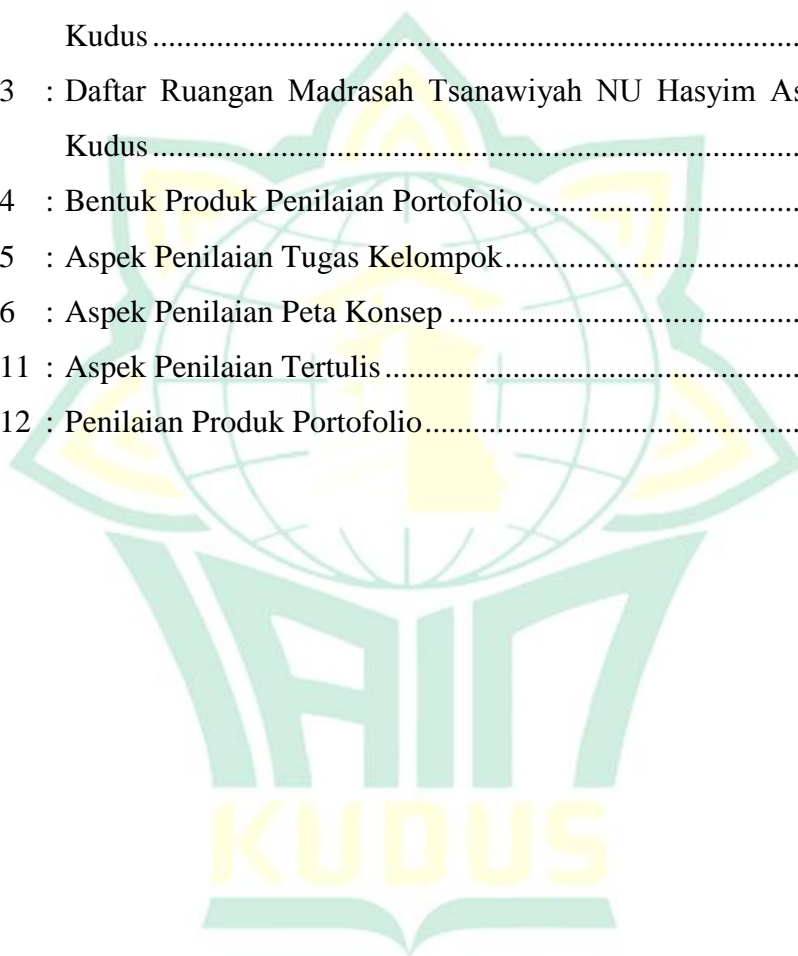 Kudus................................................................................
3 : Daftar Ruangan Madrasah Tsanawiyah NU Hasyim
Kudus................................................................................
4 : Bentuk Produk Penilaian Portofolio..................................
5 : Aspek Penilaian Tugas Kelompok.....................................
6 : Aspek Penilaian Peta Konsep ............................................
11 : Aspek Penilaian Tertulis....................................................
12 : Penilaian Produk Portofolio...............................................
IAIN
KUDUS